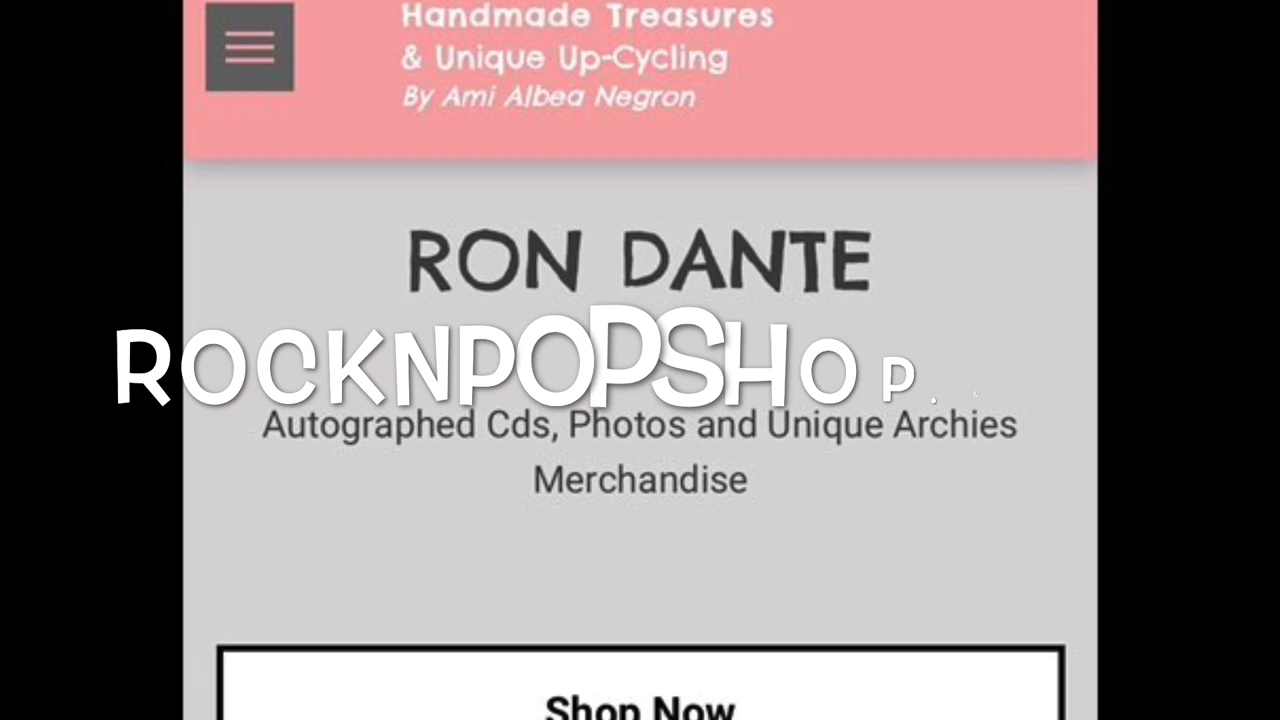 Handmade Treasures
& Unique Up-Cycling
By Ami Albea Negron
RON DANTE
ROCKNPOPSHOP.
Autographed Cds, Photos and Unique Archies
Merchandise
Shop Now